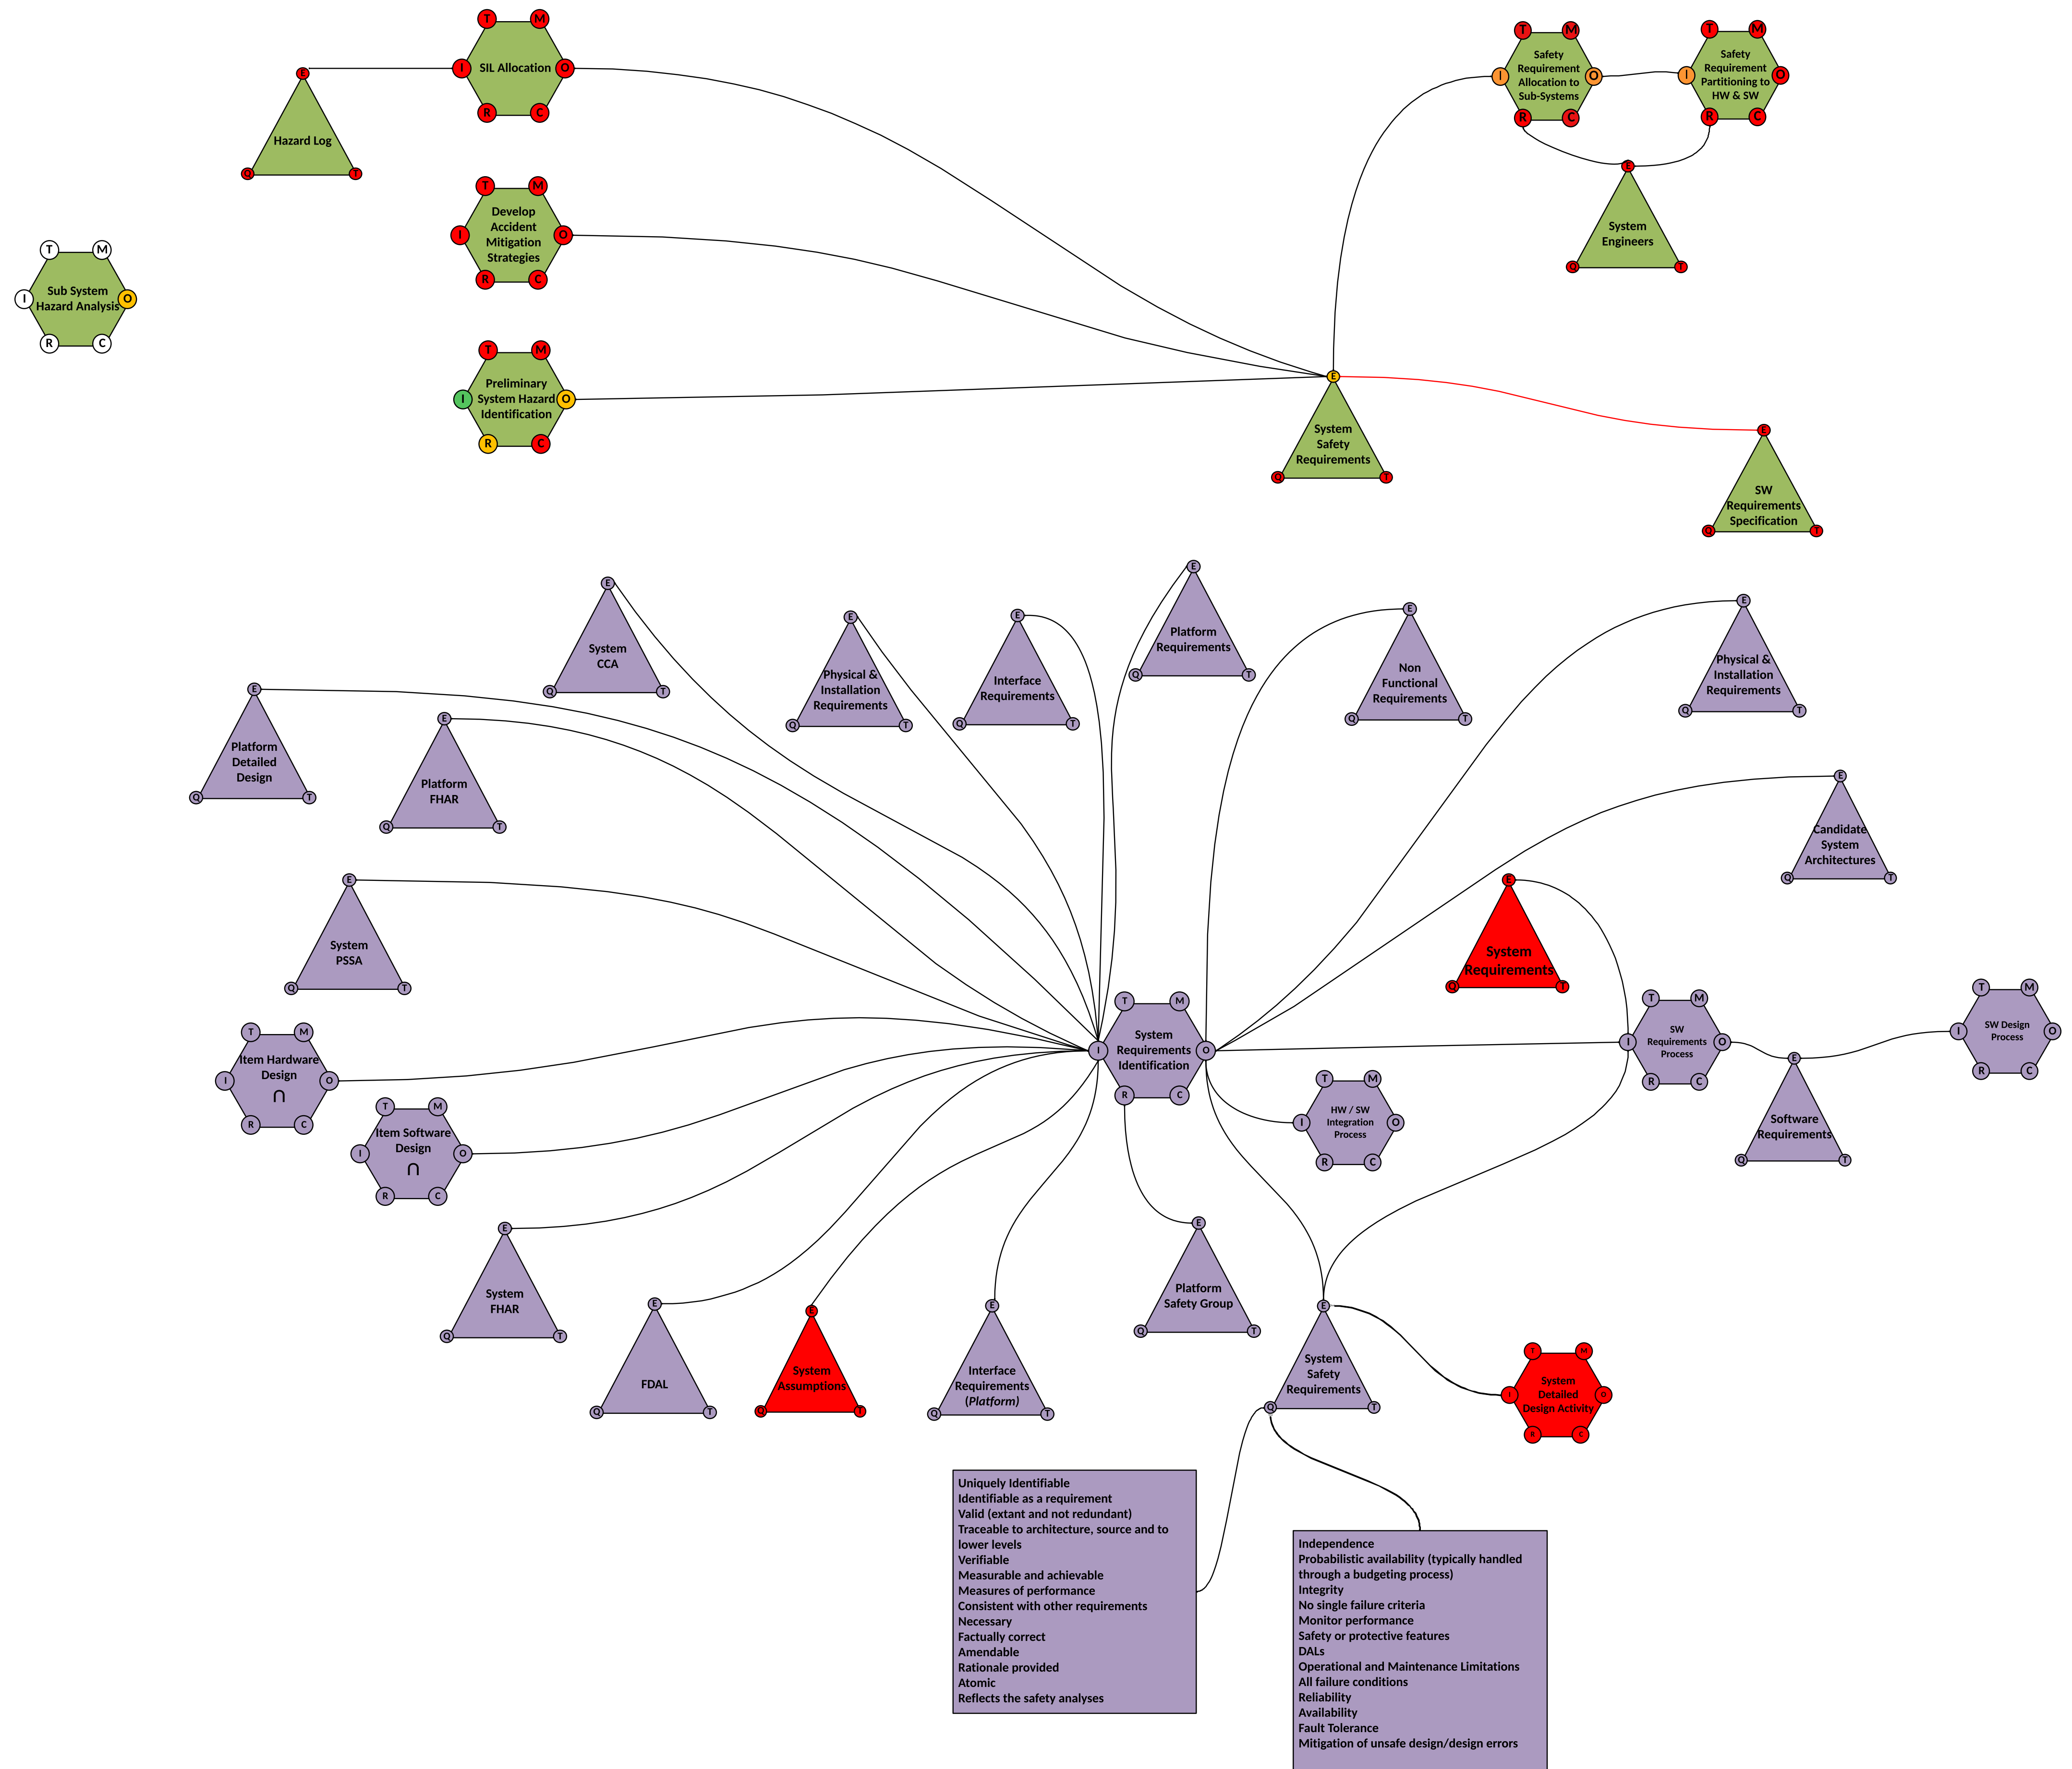 T M
I SIL Allocation O
R C
E
Hazard Log
Q T
T M
Develop
Accident
I Mitigation O
Strategies
R C
T M
Sub System
I Hazard Analysis O
R C
T M
Preliminary
I System Hazard O
Identification
R C
T M
Safety
Requirement
I Allocation to O
Sub-Systems
R C
T M
Safety
Requirement
I Partitioning to O
HW & SW
R C
E
System
Engineers
Q T
E
System
Safety
Requirements
Q T
E
SW
Requirements
Specification
Q T
E
System
CCA
Q T
E
Physical &
Installation
Requirements
Q T
E
Interface
Requirements
Q T
E
Platform
Requirements
Q T
E
Non
Functional
Requirements
Q T
E
Physical &
Installation
Requirements
Q T
E
Platform
Detailed
Design
Q T
E
Platform
FHAR
Q T
E
Candidate
System
Architectures
Q T
E
System
PSSA
Q T
E
System
Requirements
Q T
T M
System
I Requirements O
Identification
R C
T M
SW
I Requirements O
Process
R C
T M
I SW Design O
Process
R C
T M
Item Hardware
Design
I ∩ O
R C
T M
Item Software
Design
I ∩ O
R C
T M
HW / SW
I Integration O
Process
R C
E
Software
Requirements
Q T
E
System
FHAR
Q T
E
FDAL
Q T
E
System
Assumptions
Q T
E
Interface
Requirements
(Platform)
Q T
E
Platform
Safety Group
Q T
E
System
Safety
Requirements
Q T
T M
System
I Detailed O
Design Activity
R C
Uniquely Identifiable
Identifiable as a requirement
Valid (extant and not redundant)
Traceable to architecture, source and to
lower levels
Verifiable
Measurable and achievable
Measures of performance
Consistent with other requirements
Necessary
Factually correct
Amendable
Rationale provided
Atomic
Reflects the safety analyses
Independence
Probabilistic availability (typically handled
through a budgeting process)
Integrity
No single failure criteria
Monitor performance
Safety or protective features
DALs
Operational and Maintenance Limitations
All failure conditions
Reliability
Availability
Fault Tolerance
Mitigation of unsafe design/design errors